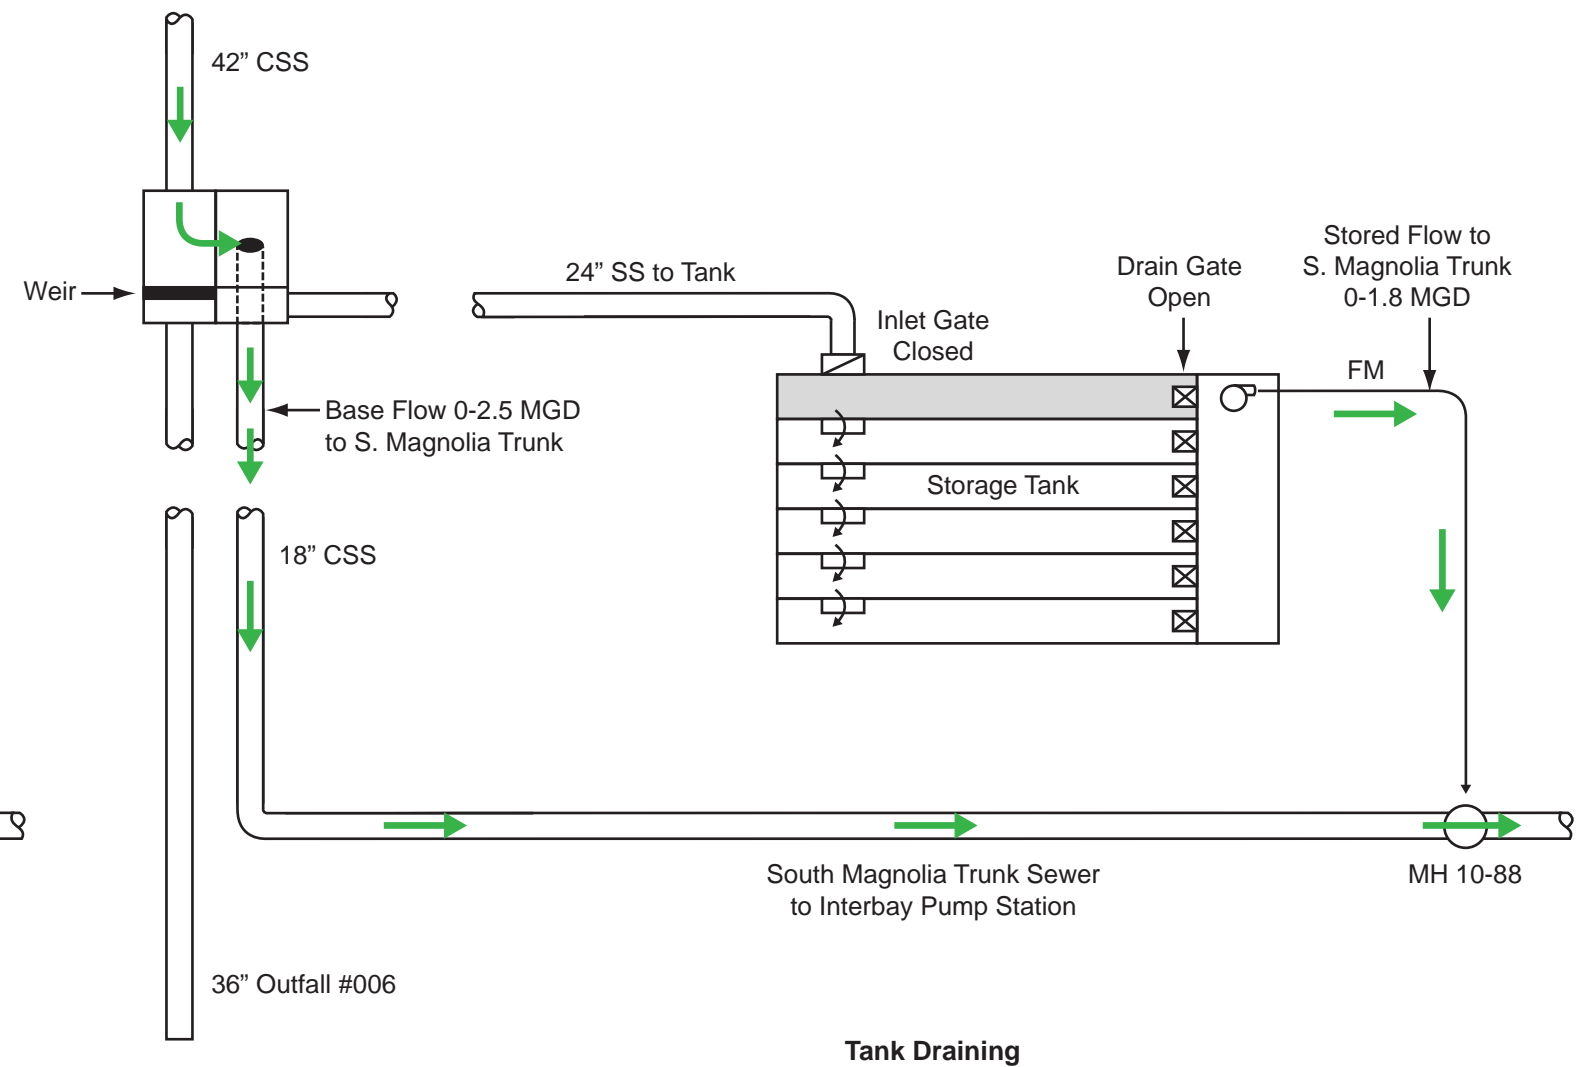 42” CSS
Weir
24” SS to Tank
Inlet Gate
Closed
Drain Gate
Open
Stored Flow to
S. Magnolia Trunk
0-1.8 MGD
FM
Base Flow 0-2.5 MGD
to S. Magnolia Trunk
Storage Tank
18” CSS
South Magnolia Trunk Sewer
to Interbay Pump Station
MH 10-88
36” Outfall #006
Tank Draining